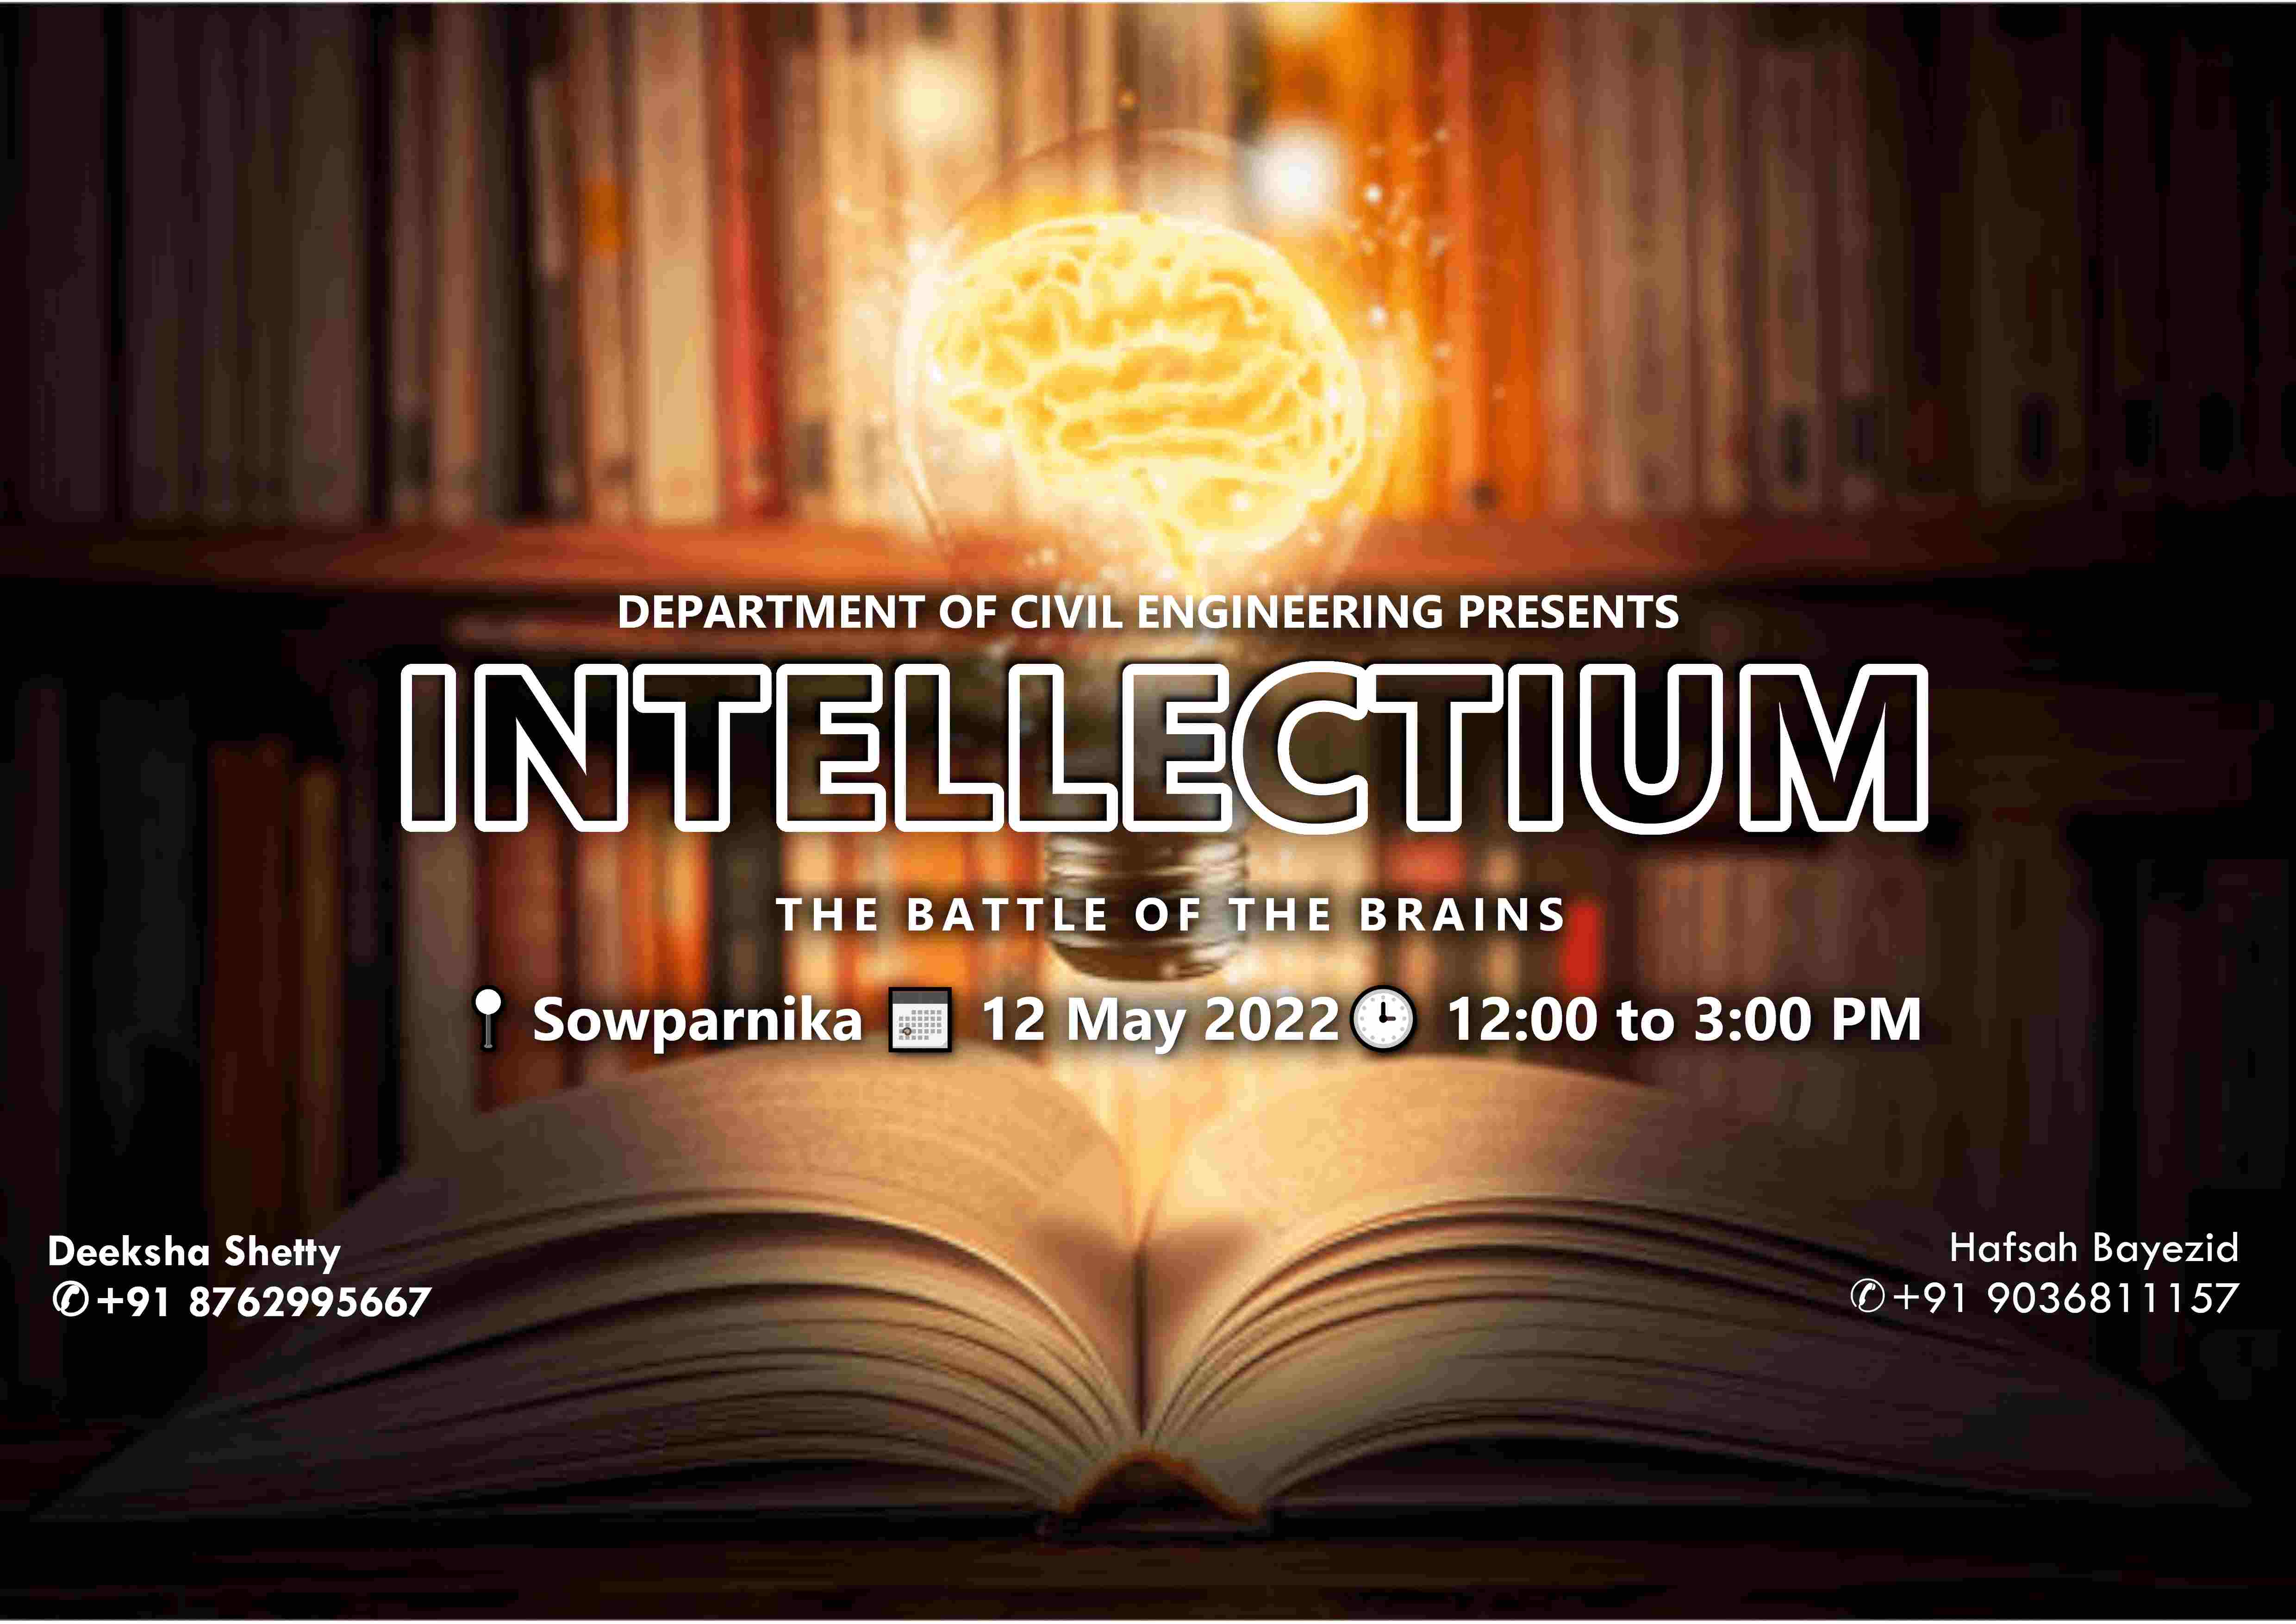 DEPARTMENT OF CIVIL ENGINEERING PRESENTS
INTELLECTIUM
THE BATTLE OF THE BRAINS
Sowparnika 12 May 2022 12:00 to 3:00 PM
Deeksha Shetty
✆+91 8762995667
Hafsah Bayezid
✆+91 9036811157